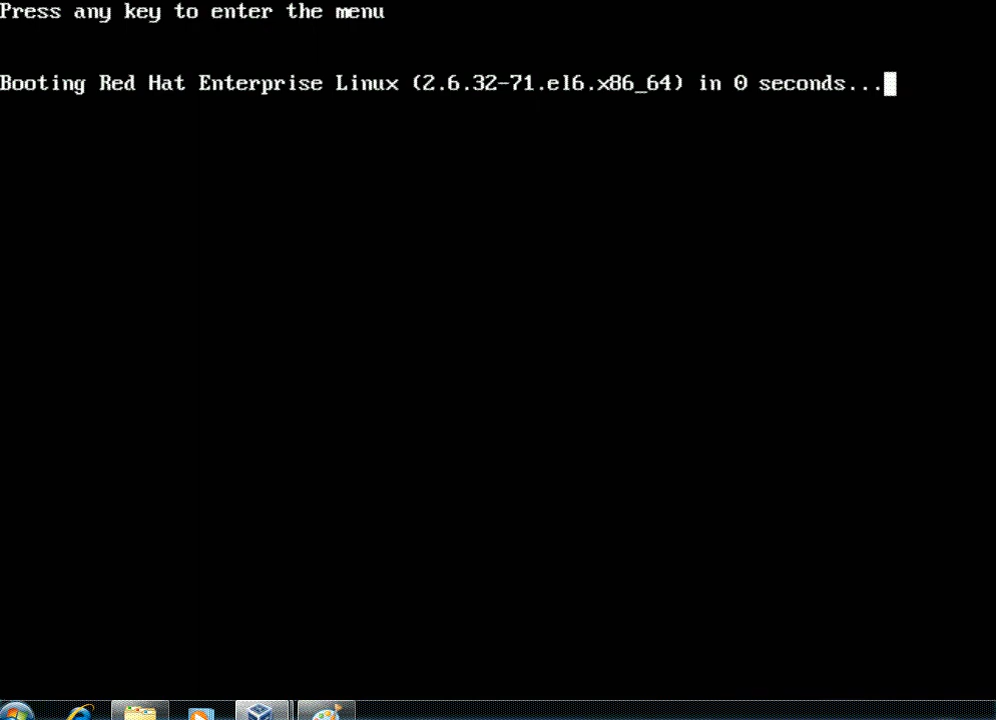 Press any key to enter the menu
Booting Red Hat Enterprise Linux (2.6.32-71.el6.x86_64) in 0 seconds...